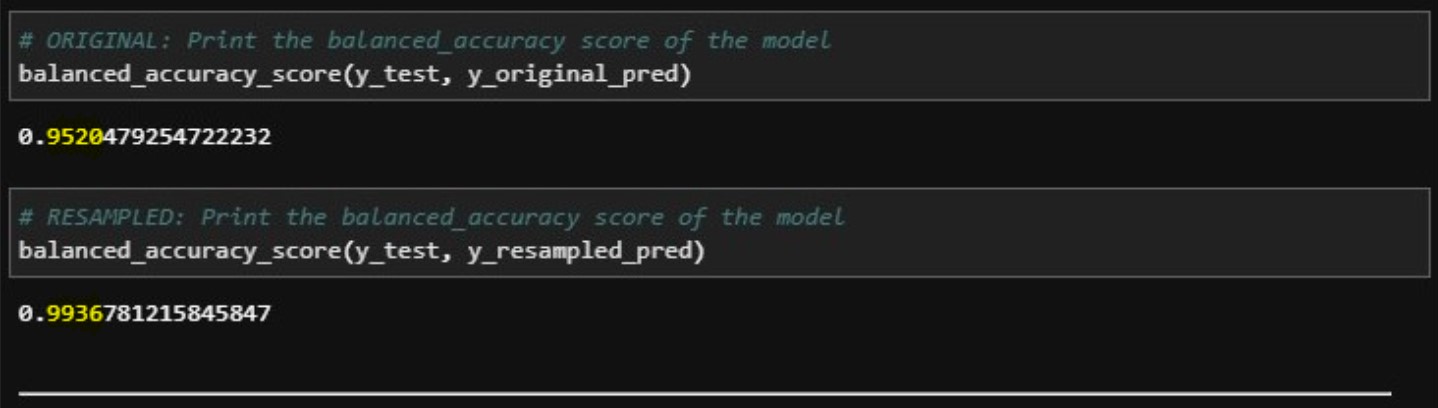 # ORIGINAL: Print the balanced_accuracy score of the model
balanced_accuracy_score(y_test, y_original_pred)
0.9520479254722232
# RESAMPLED: Print the balanced_accuracy score of the model
balanced_accuracy_score(y_test, y_resampled_pred)
0.9936781215845847